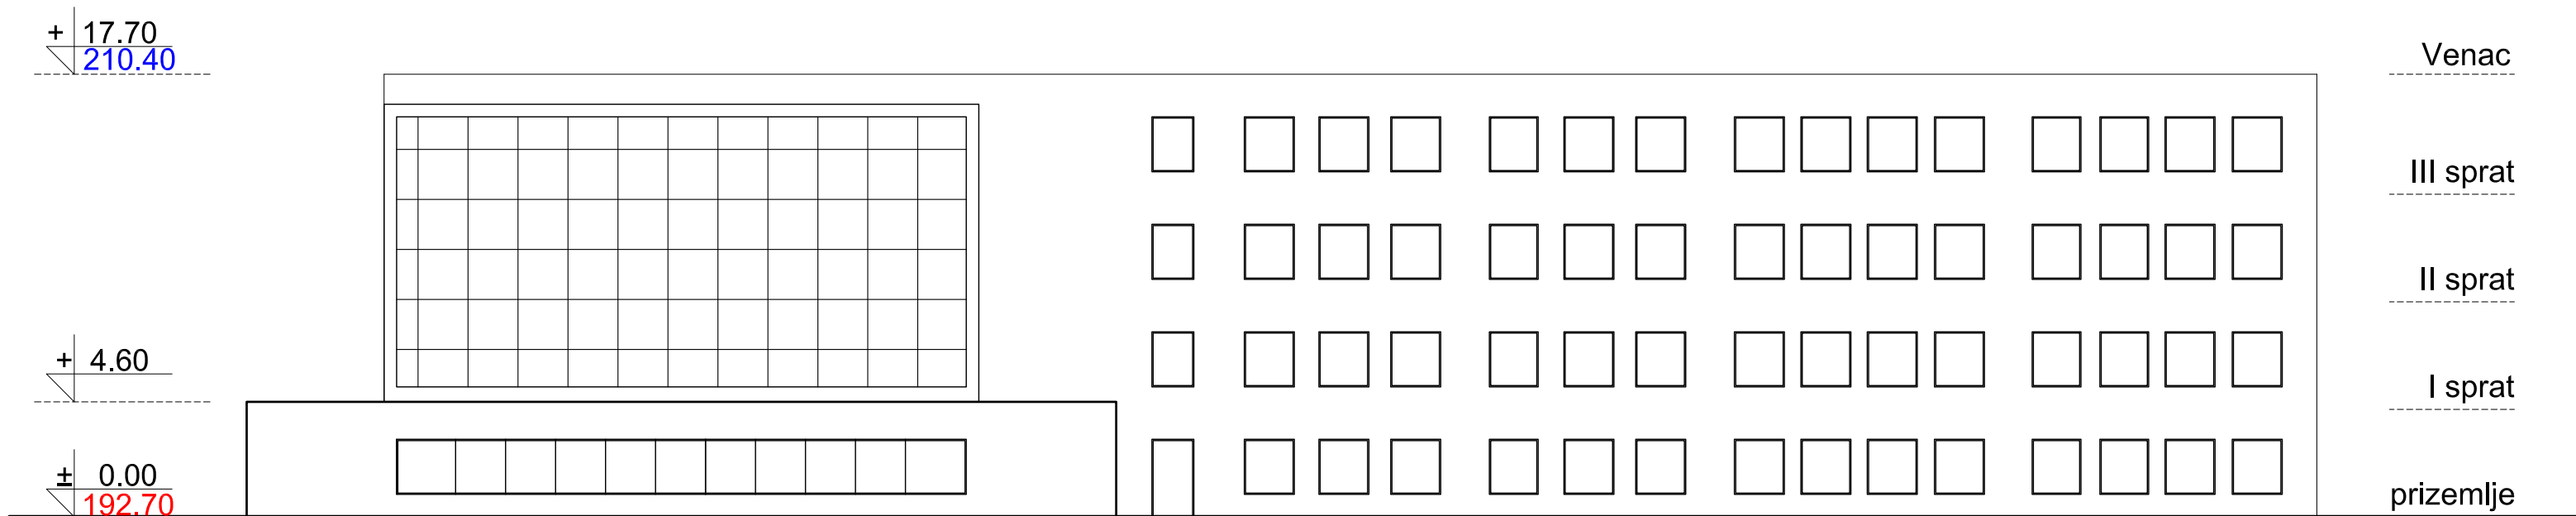 + 17.70
210.40
Venac
III sprat
II sprat
+ 4.60
I sprat
± 0.00
192.70
prizemlje